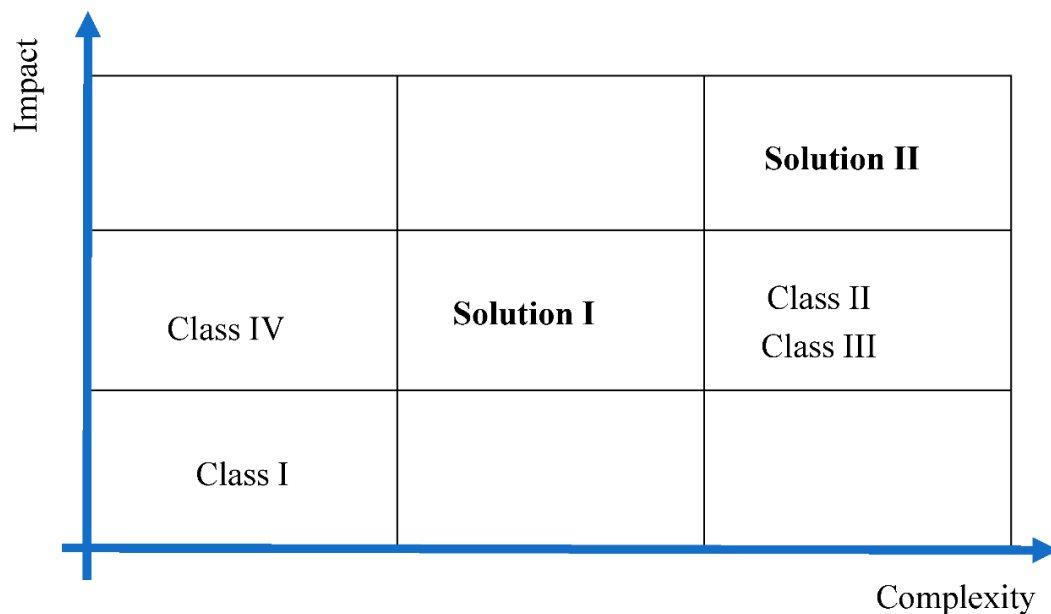 Impact
Solution II
Class IV
Solution I
Class II
Class III
Class I
Complexity